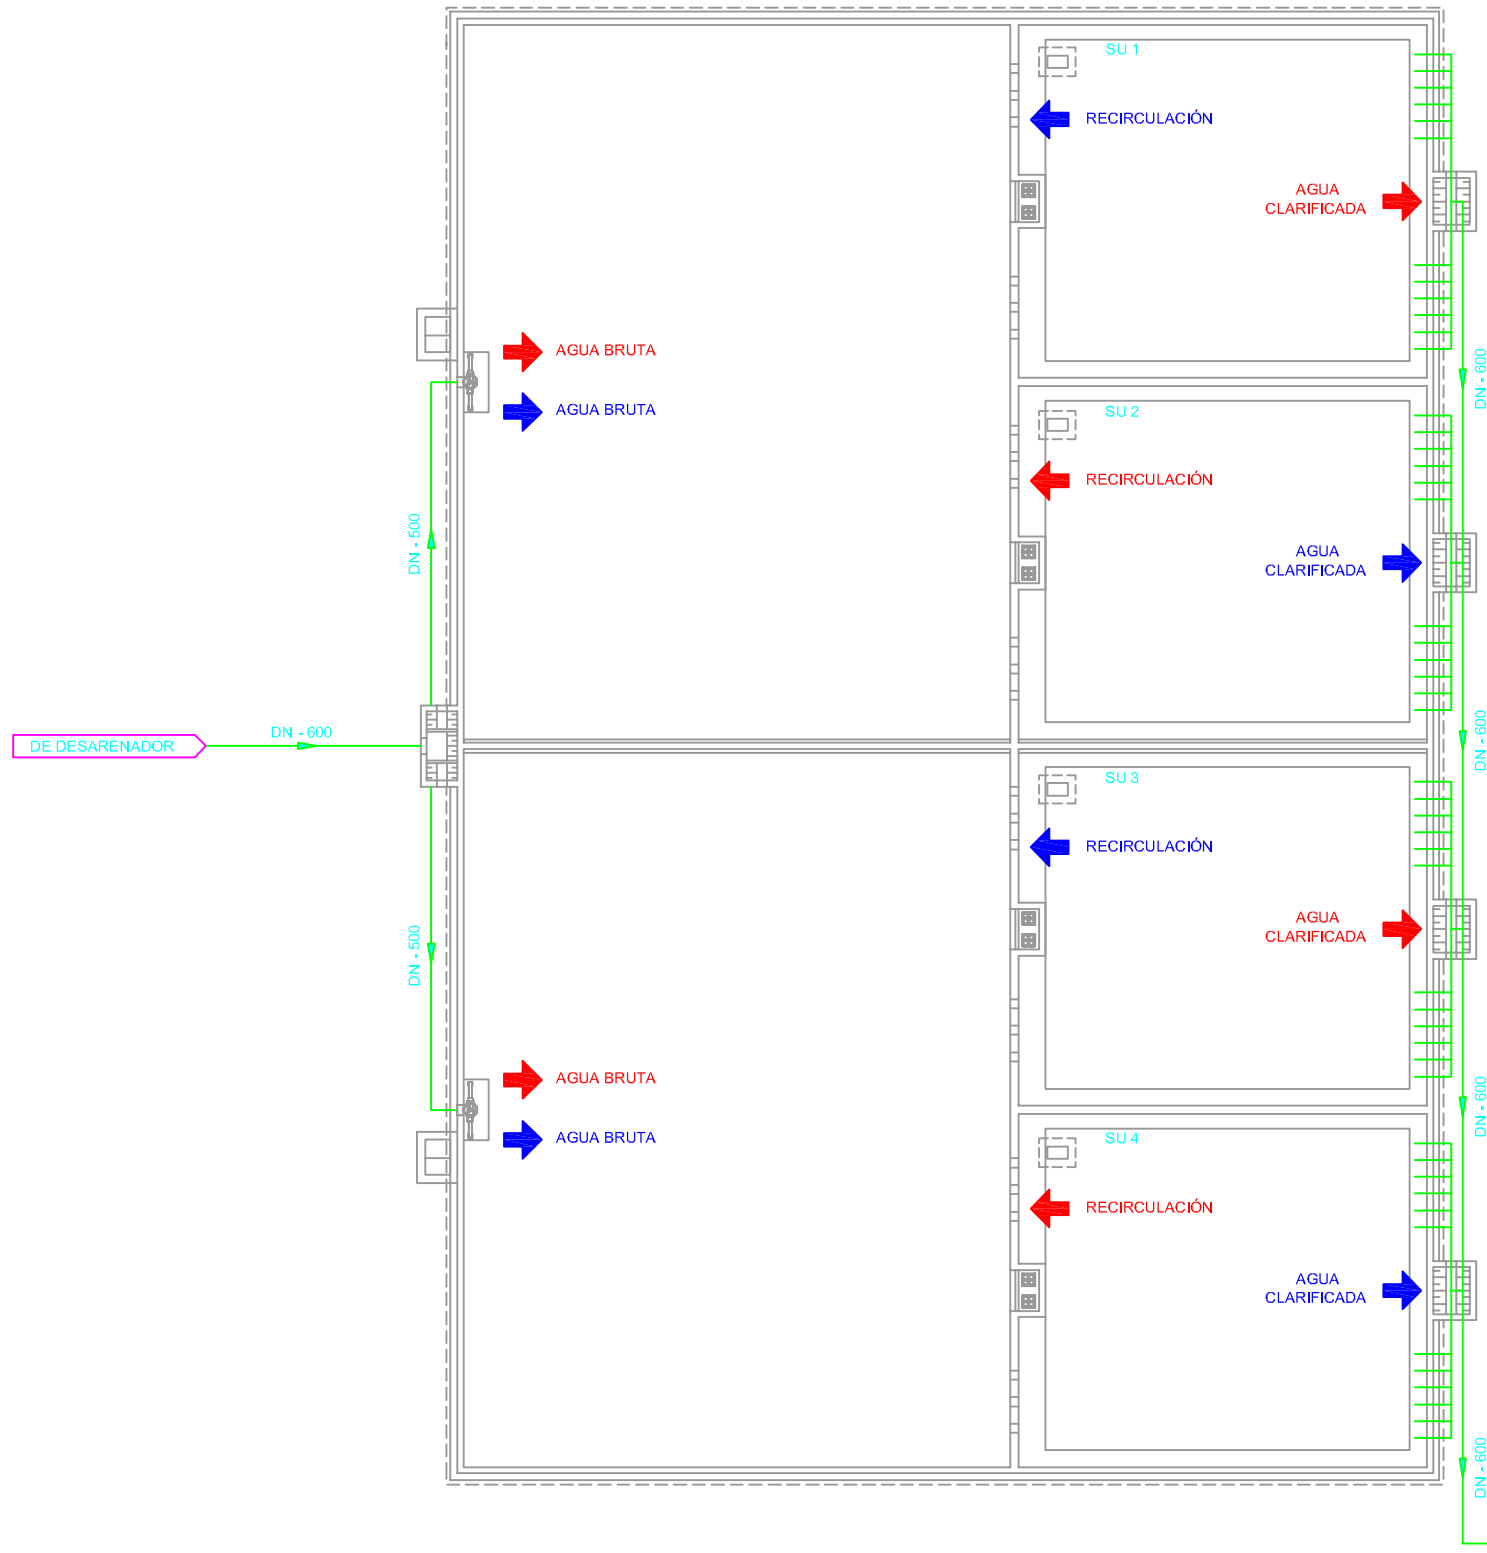 SU 1
RECIRCULACIÓN
AGUA
CLARIFICADA
AGUA BRUTA
AGUA BRUTA
DN - 600
SU 2
RECIRCULACIÓN
DN - 500
AGUA
CLARIFICADA
DN - 600
DE DESARENADOR
DN - 600
SU 3
RECIRCULACIÓN
DN - 500
AGUA
CLARIFICADA
AGUA BRUTA
AGUA BRUTA
DN - 600
SU 4
RECIRCULACIÓN
AGUA
CLARIFICADA
DN - 600